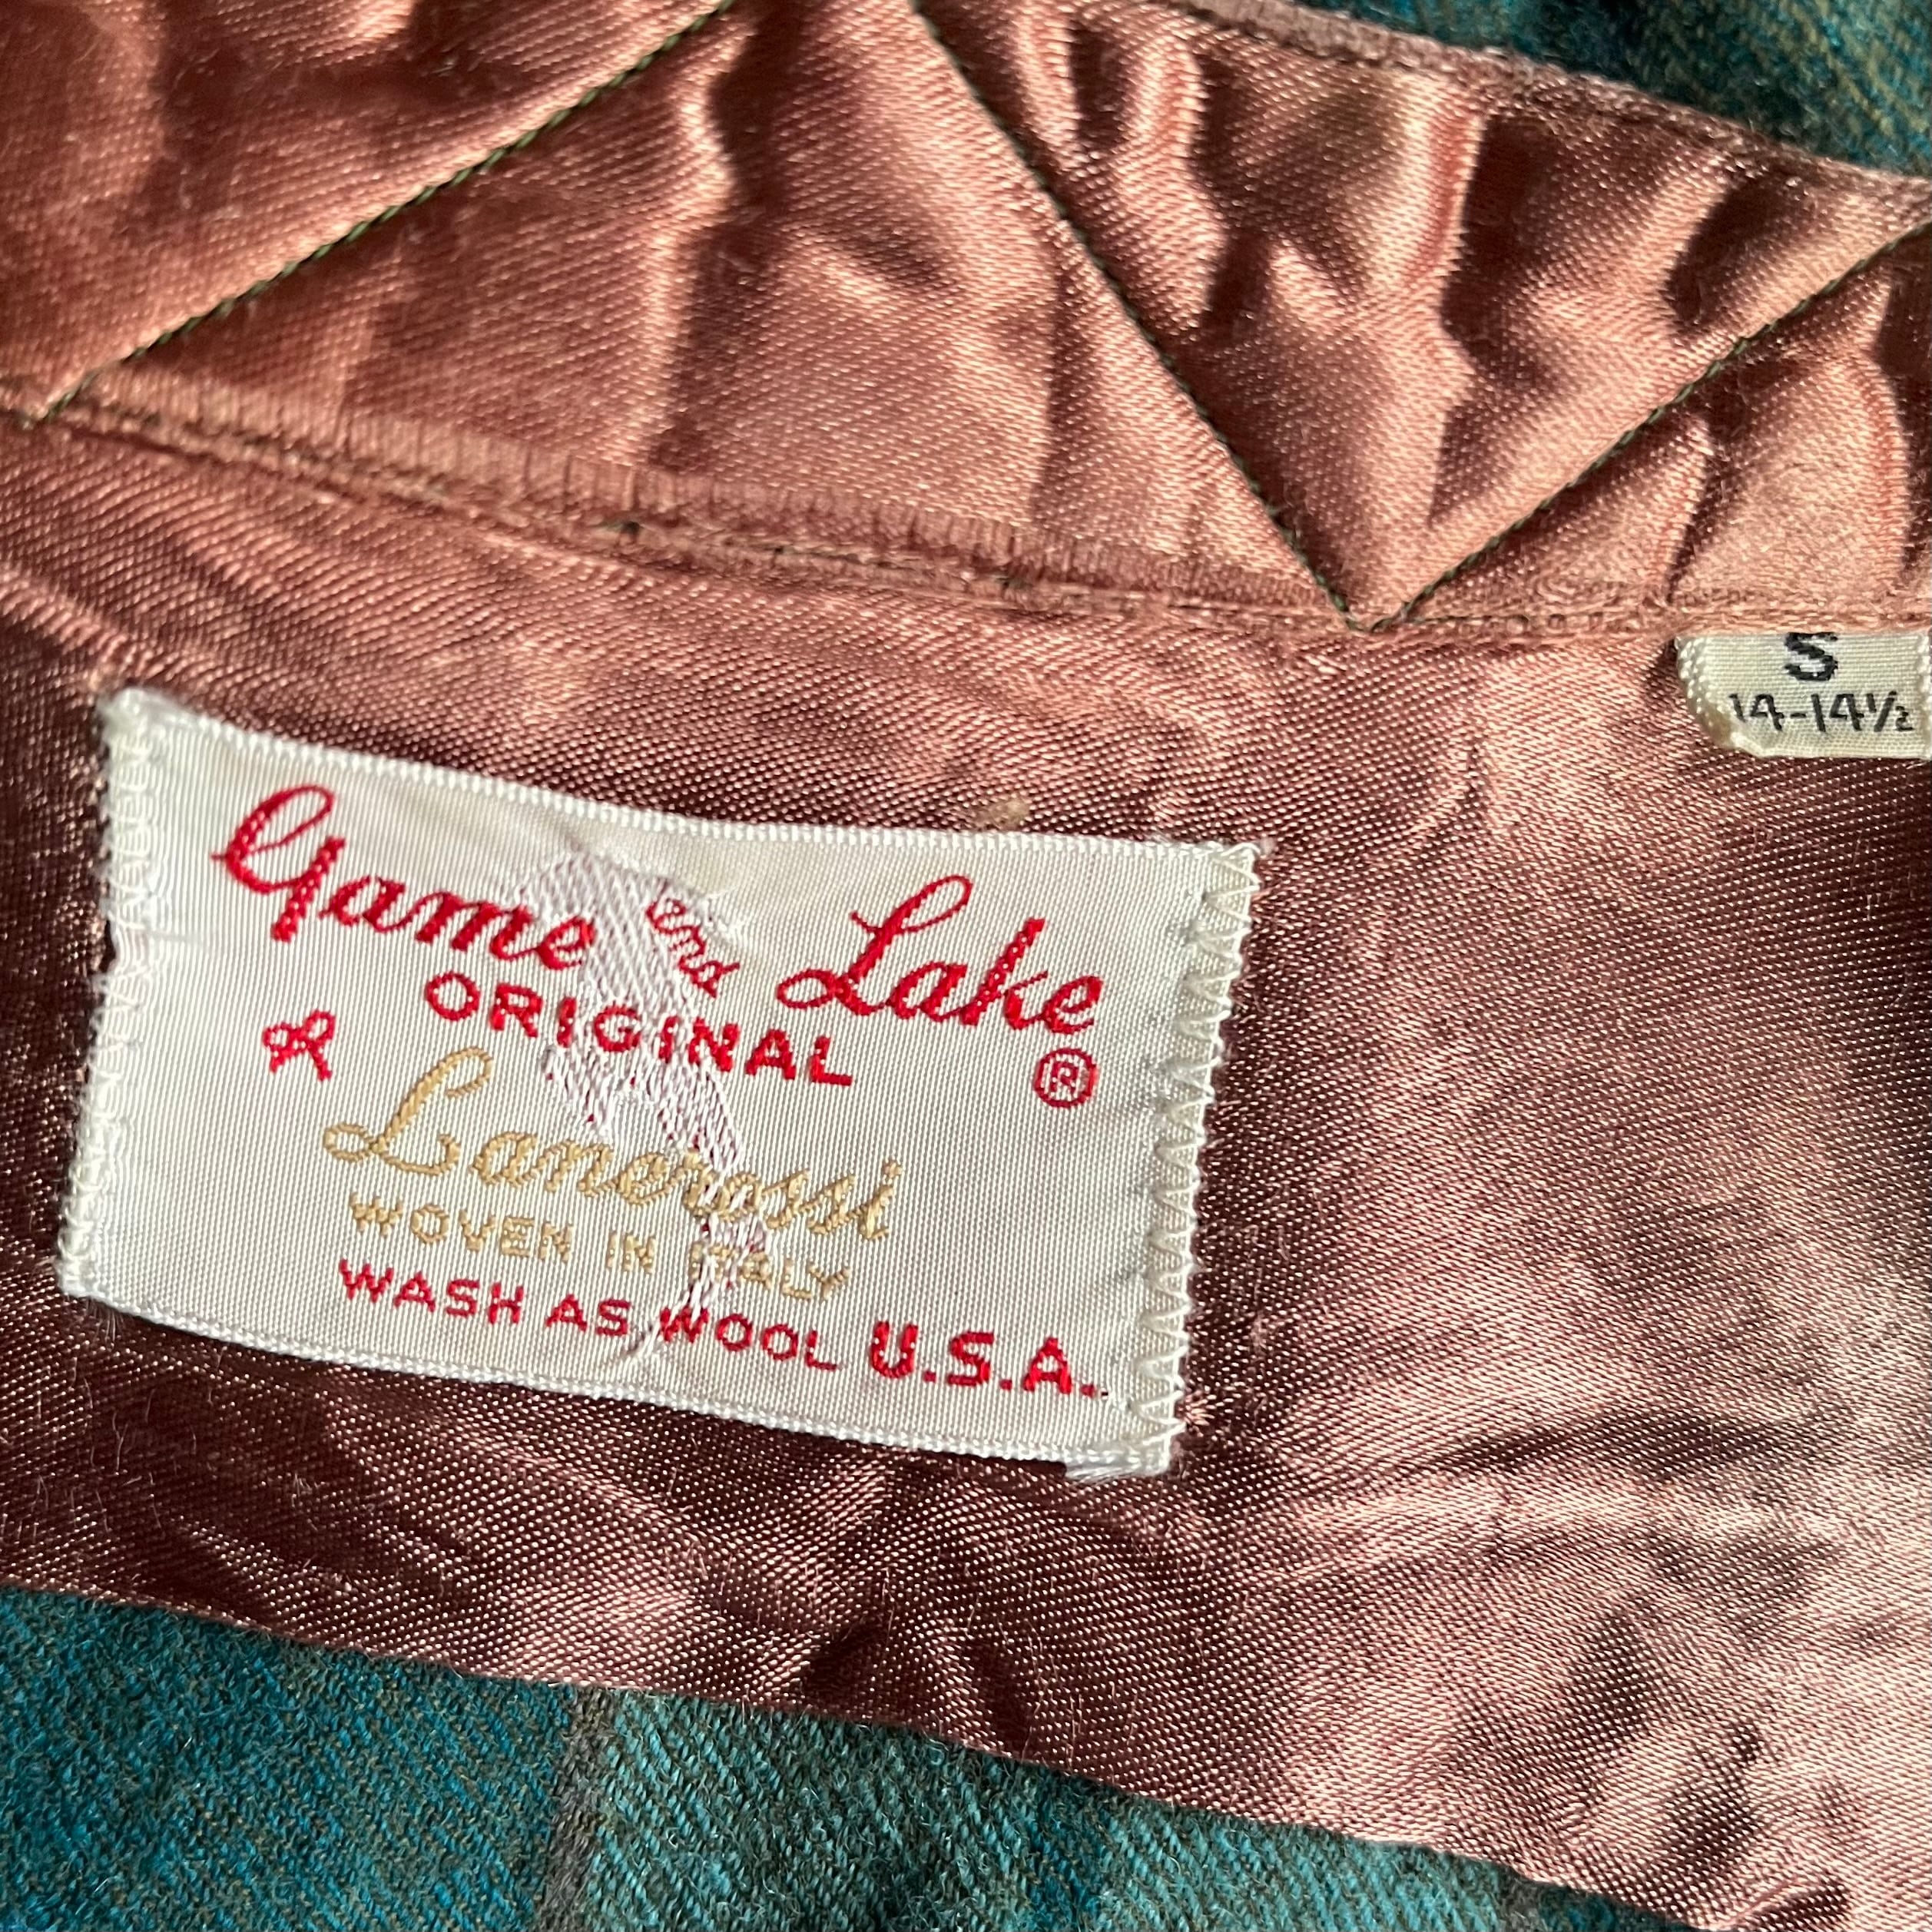 Game and Lake
ORIGINAL
®
Lanerossi
WOVEN IN ITALY
WASH AS WOOL U.S.A.
S
14-14½